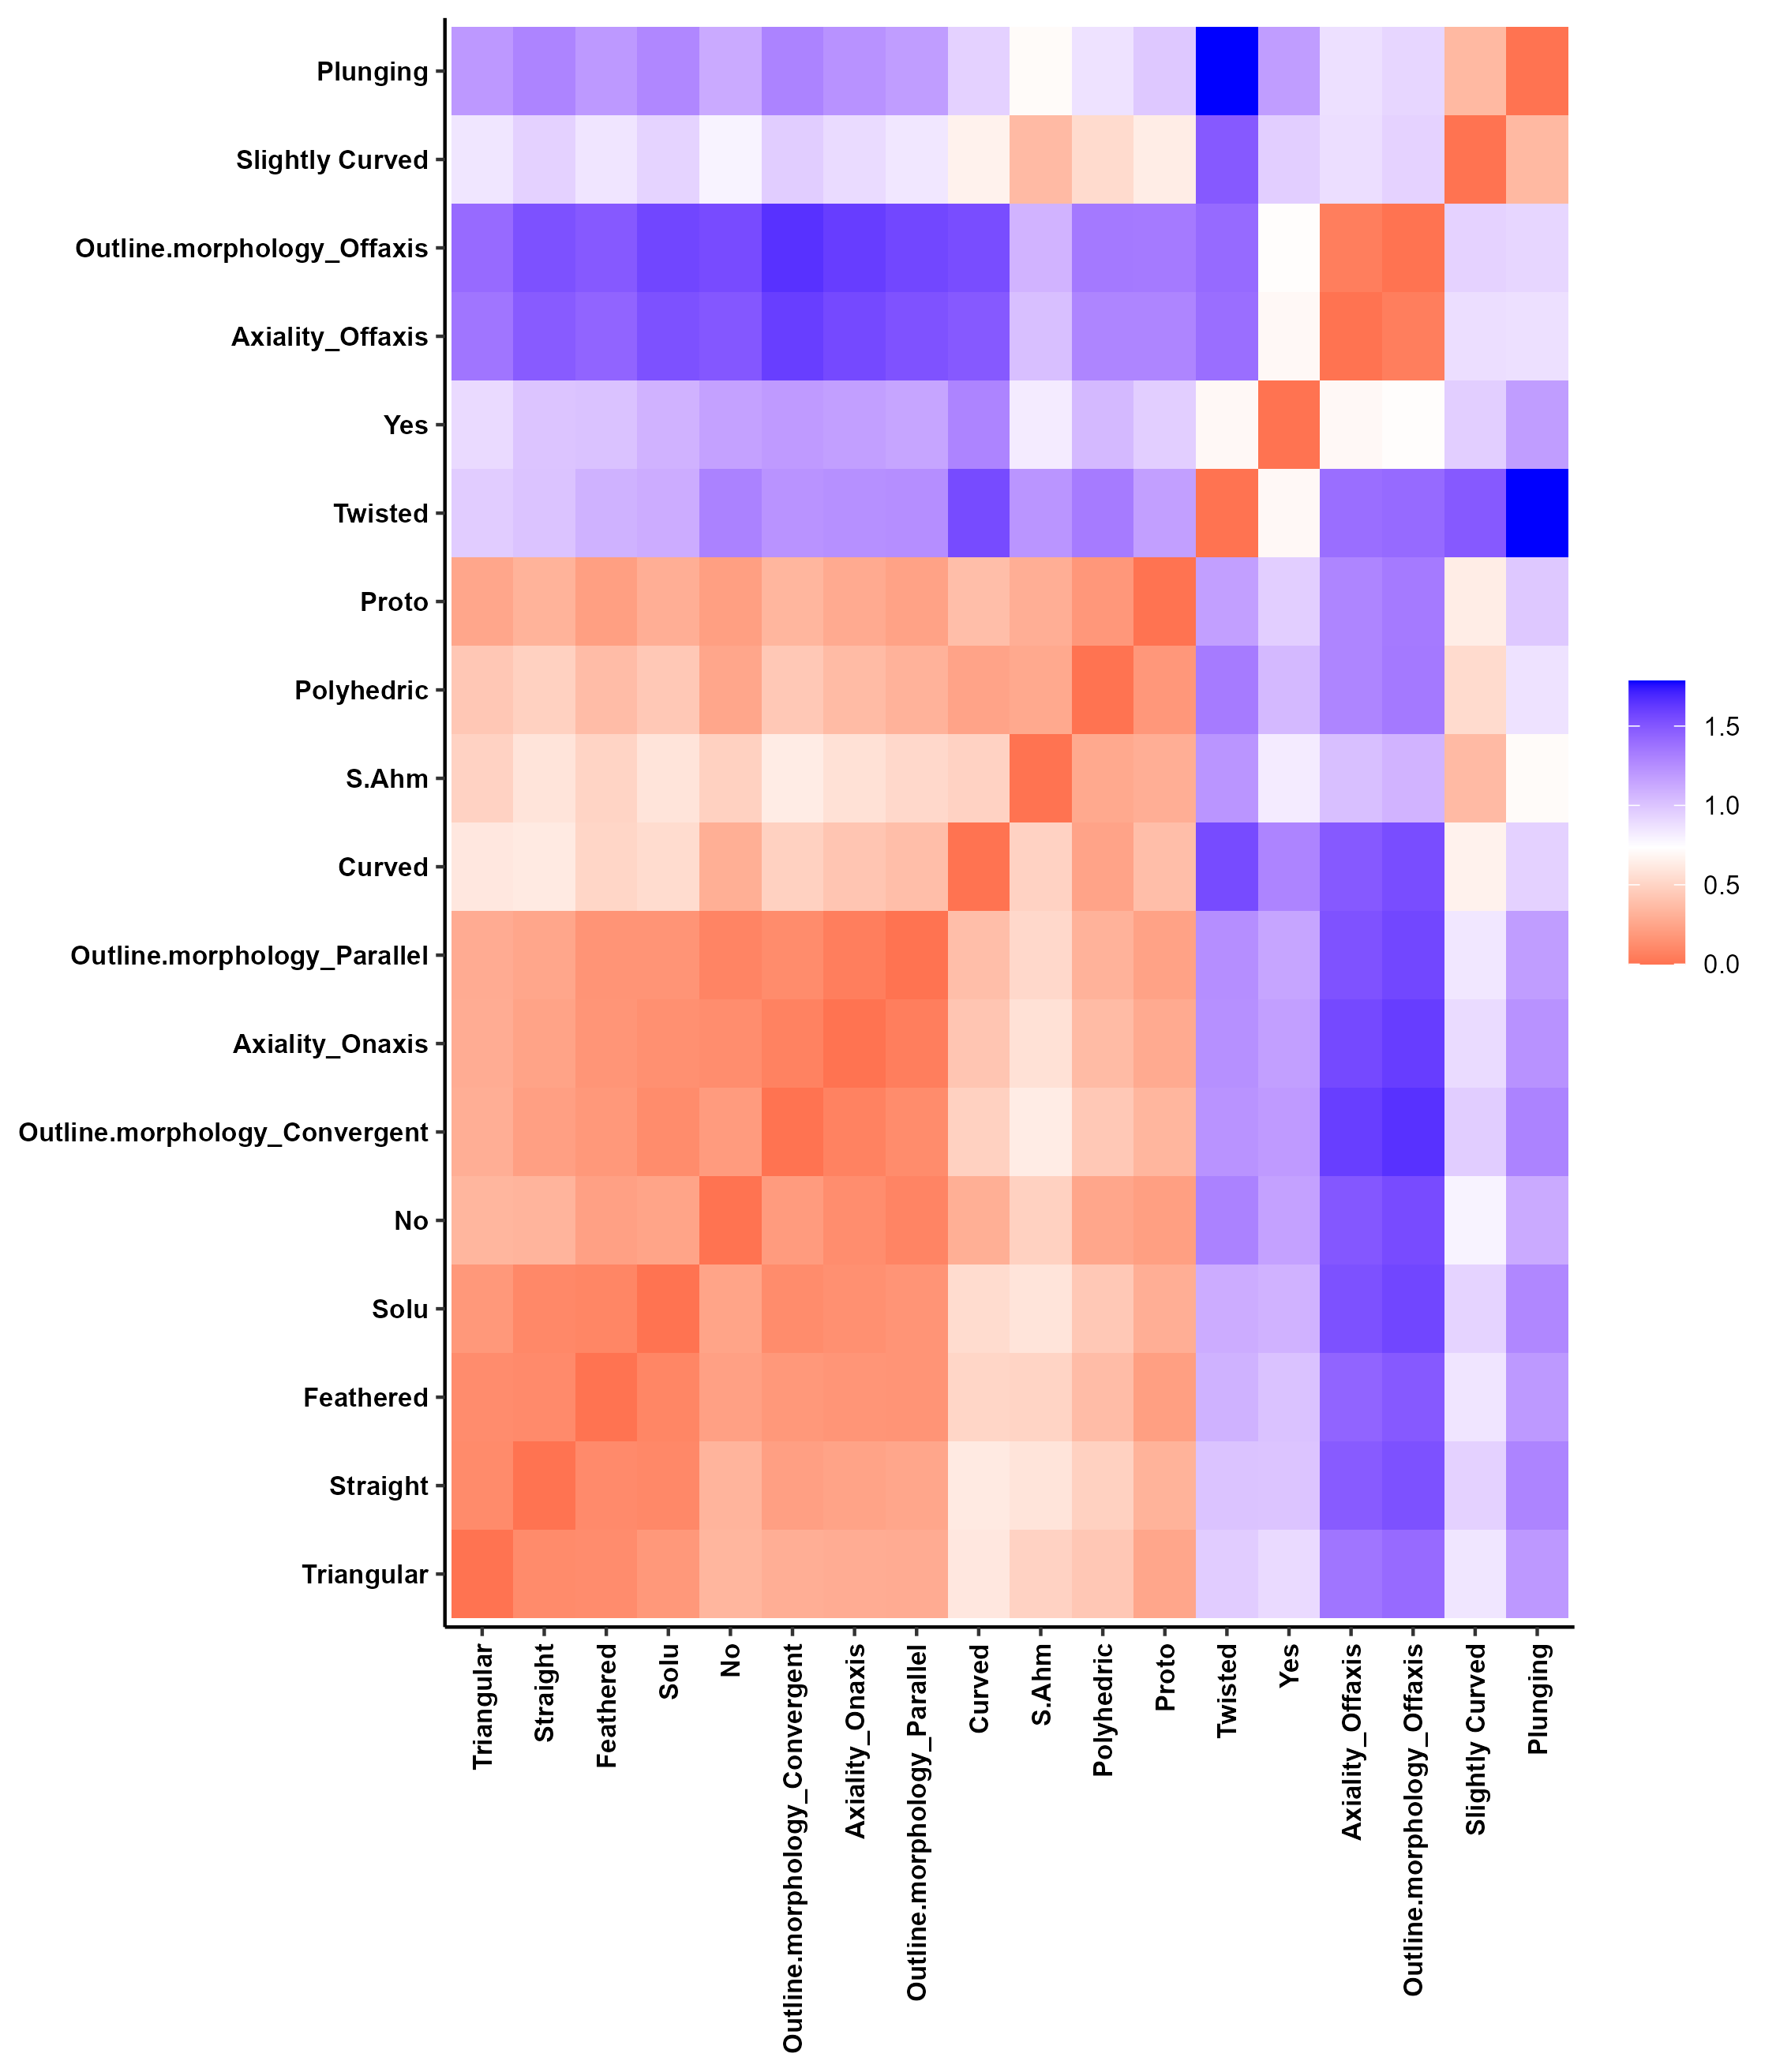 Plunging
Slightly Curved
Outline.morphology_Offaxis
Axiality_Offaxis
Yes
Twisted
Proto
Polyhedric
S.Ahm
Curved
Outline.morphology_Parallel
Axiality_Onaxis
Outline.morphology_Convergent
No
Solu
Feathered
Straight
Triangular
Triangular
Straight
Feathered
Solu
No
Outline.morphology_Convergent
Axiality_Onaxis
Outline.morphology_Parallel
Curved
S.Ahm
Polyhedric
Proto
Twisted
Yes
Axiality_Offaxis
Outline.morphology_Offaxis
Slightly Curved
Plunging
1.5
1.0
0.5
0.0